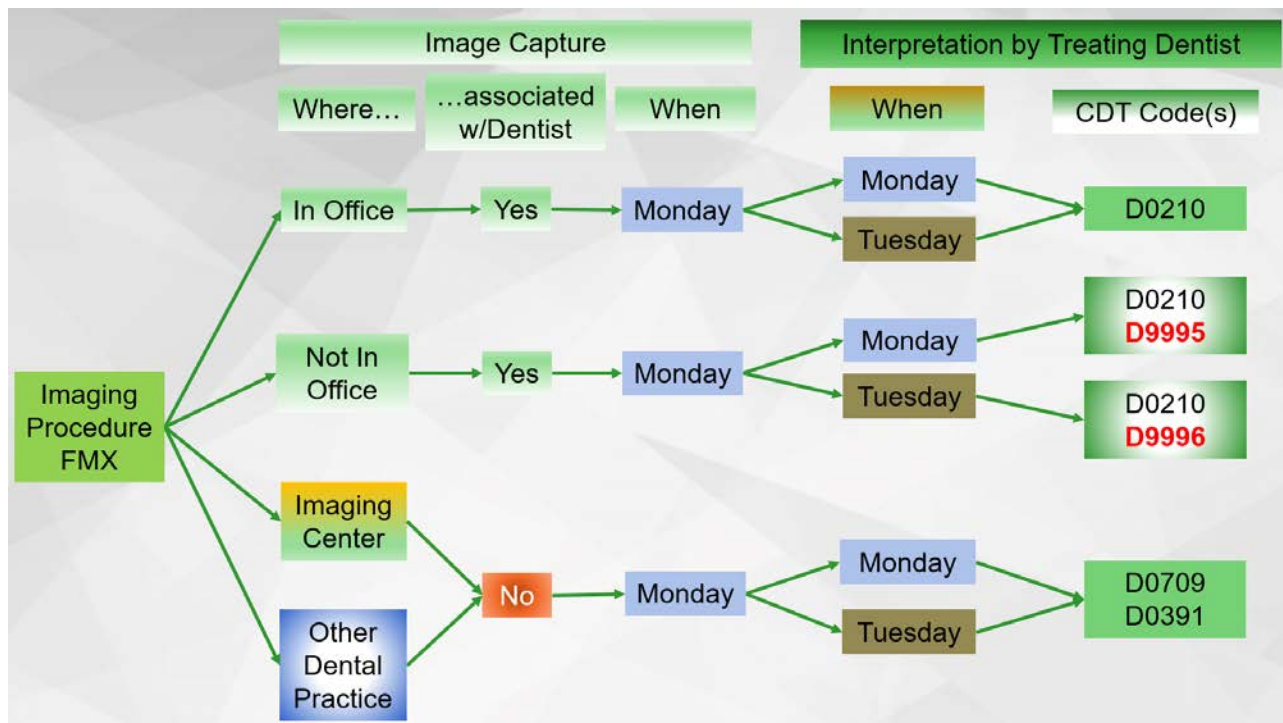 Image Capture
Interpretation by Treating Dentist
Where…
…associated
w/Dentist
When
When
CDT Code(s)
In Office
Yes
Monday
Monday
Tuesday
D0210
Not In
Office
Yes
Monday
Monday
Tuesday
D0210
D9995
D0210
D9996
Imaging
Procedure
FMX
Imaging
Center
Other
Dental
Practice
No
Monday
Monday
Tuesday
D0709
D0391